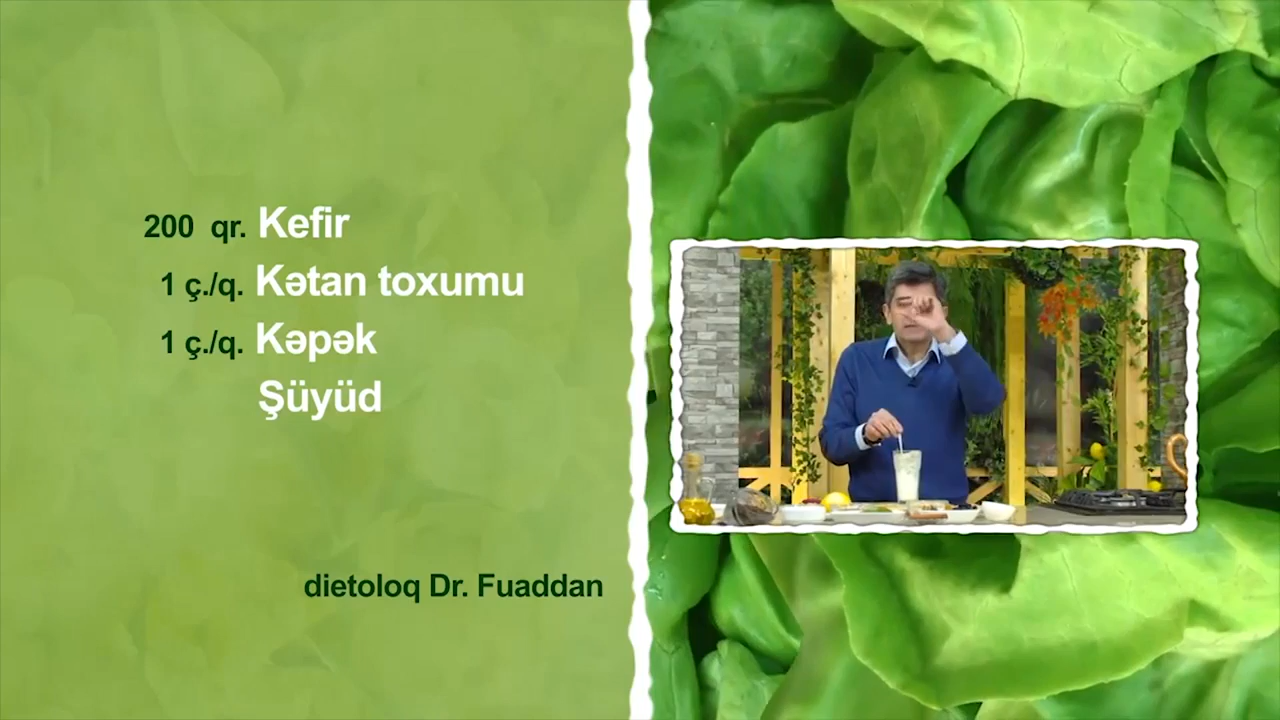 200 qr. Kefir
1 ç./q. Kətan toxumu
1 ç./q. Kəpək
Şüyüd
dietoloq Dr. Fuaddan